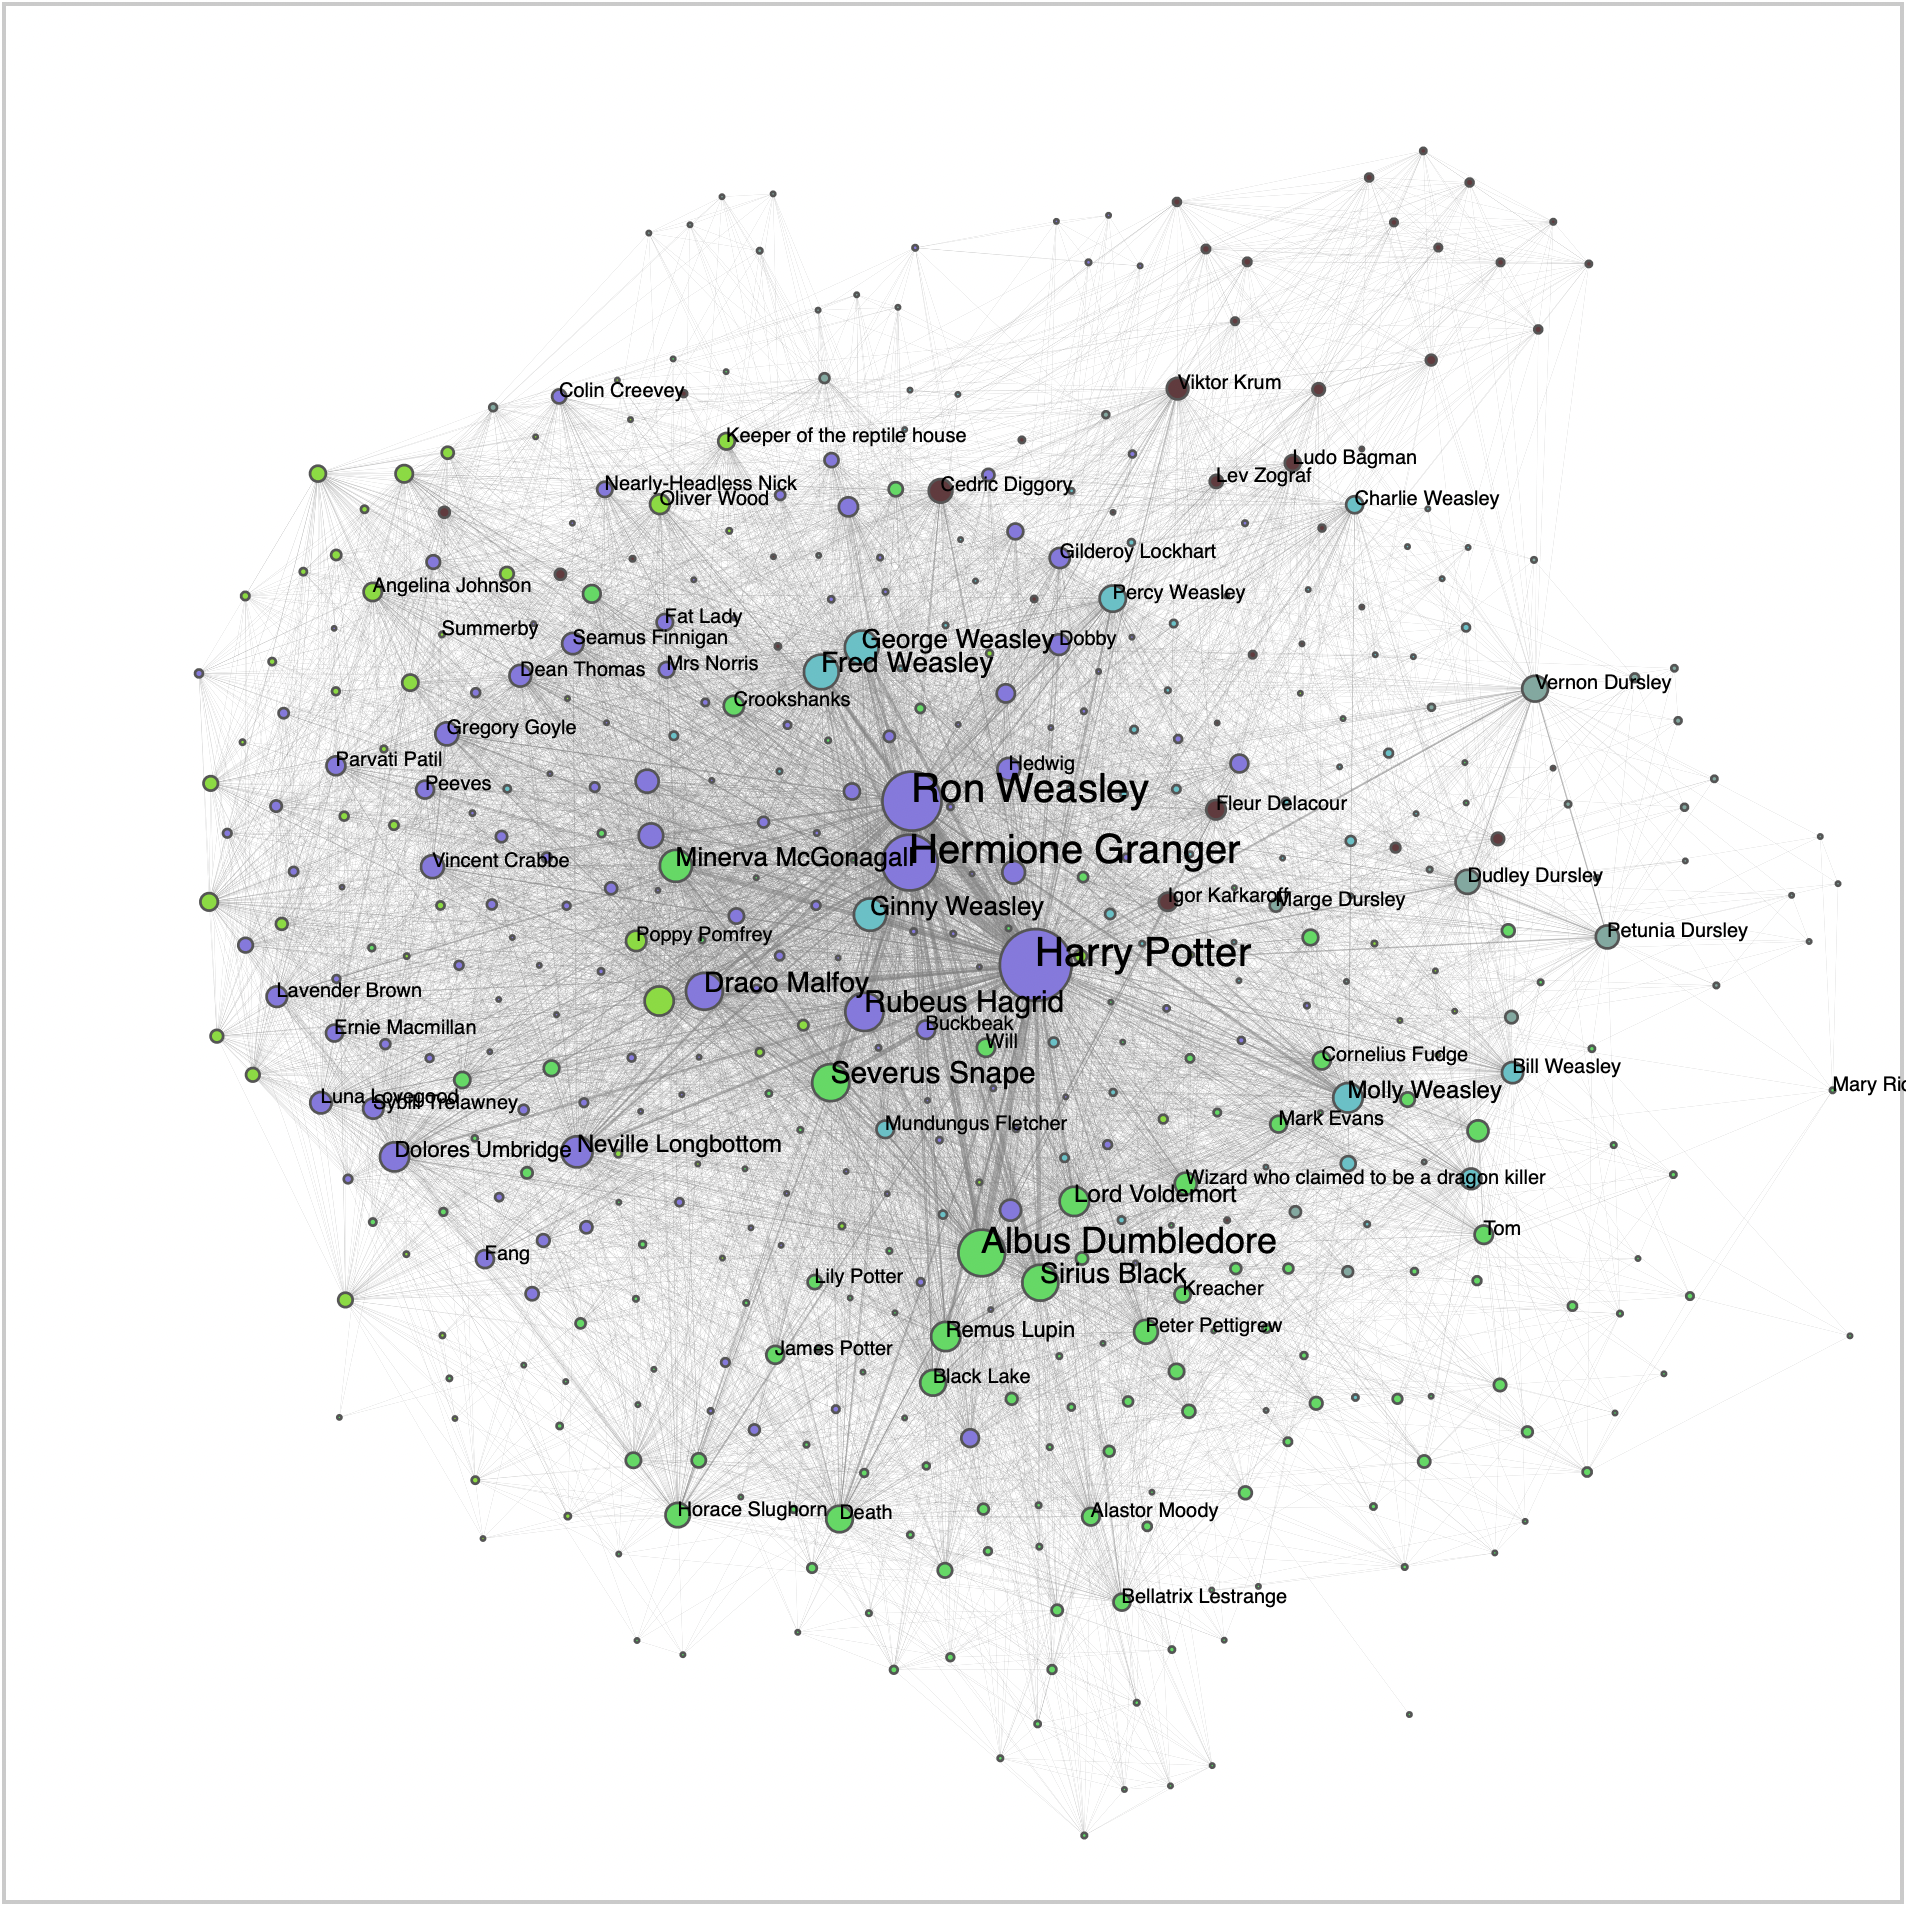 Viktor Krum
Colin Creevey
Keeper of the reptile house
Ludo Bagman
Lev Zograf
Nearly-Headless Nick
Cedric Diggory
Oliver Wood
Charlie Weasley
Gilderoy Lockhart
Angelina Johnson
Percy Weasley
Fat Lady
Summerby
Seamus Finnigan
George Weasley
Dobby
Fred Weasley
Mrs Norris
Dean Thomas
Vernon Dursley
Crookshanks
Gregory Goyle
Parvati Patil
Hedwig
Peeves
Ron Weasley
Fleur Delacour
Hermione Granger
Minerva McGonagall
Vincent Crabbe
Dudley Dursley
Igor Karkaroff
Marge Dursley
Ginny Weasley
Poppy Pomfrey
Petunia Dursley
Harry Potter
Draco Malfoy
Lavender Brown
Rubeus Hagrid
Buckbeak
Ernie Macmillan
Will
Cornelius Fudge
Bill Weasley
Severus Snape
Mary Rio
Molly Weasley
Luna Lovegood
Sybill Trelawney
Mark Evans
Mundungus Fletcher
Neville Longbottom
Dolores Umbridge
Wizard who claimed to be a dragon killer
Lord Voldemort
Tom
Albus Dumbledore
Fang
Sirius Black
Lily Potter
Kreacher
Peter Pettigrew
Remus Lupin
James Potter
Black Lake
Horace Slughorn
Death
Alastor Moody
Bellatrix Lestrange